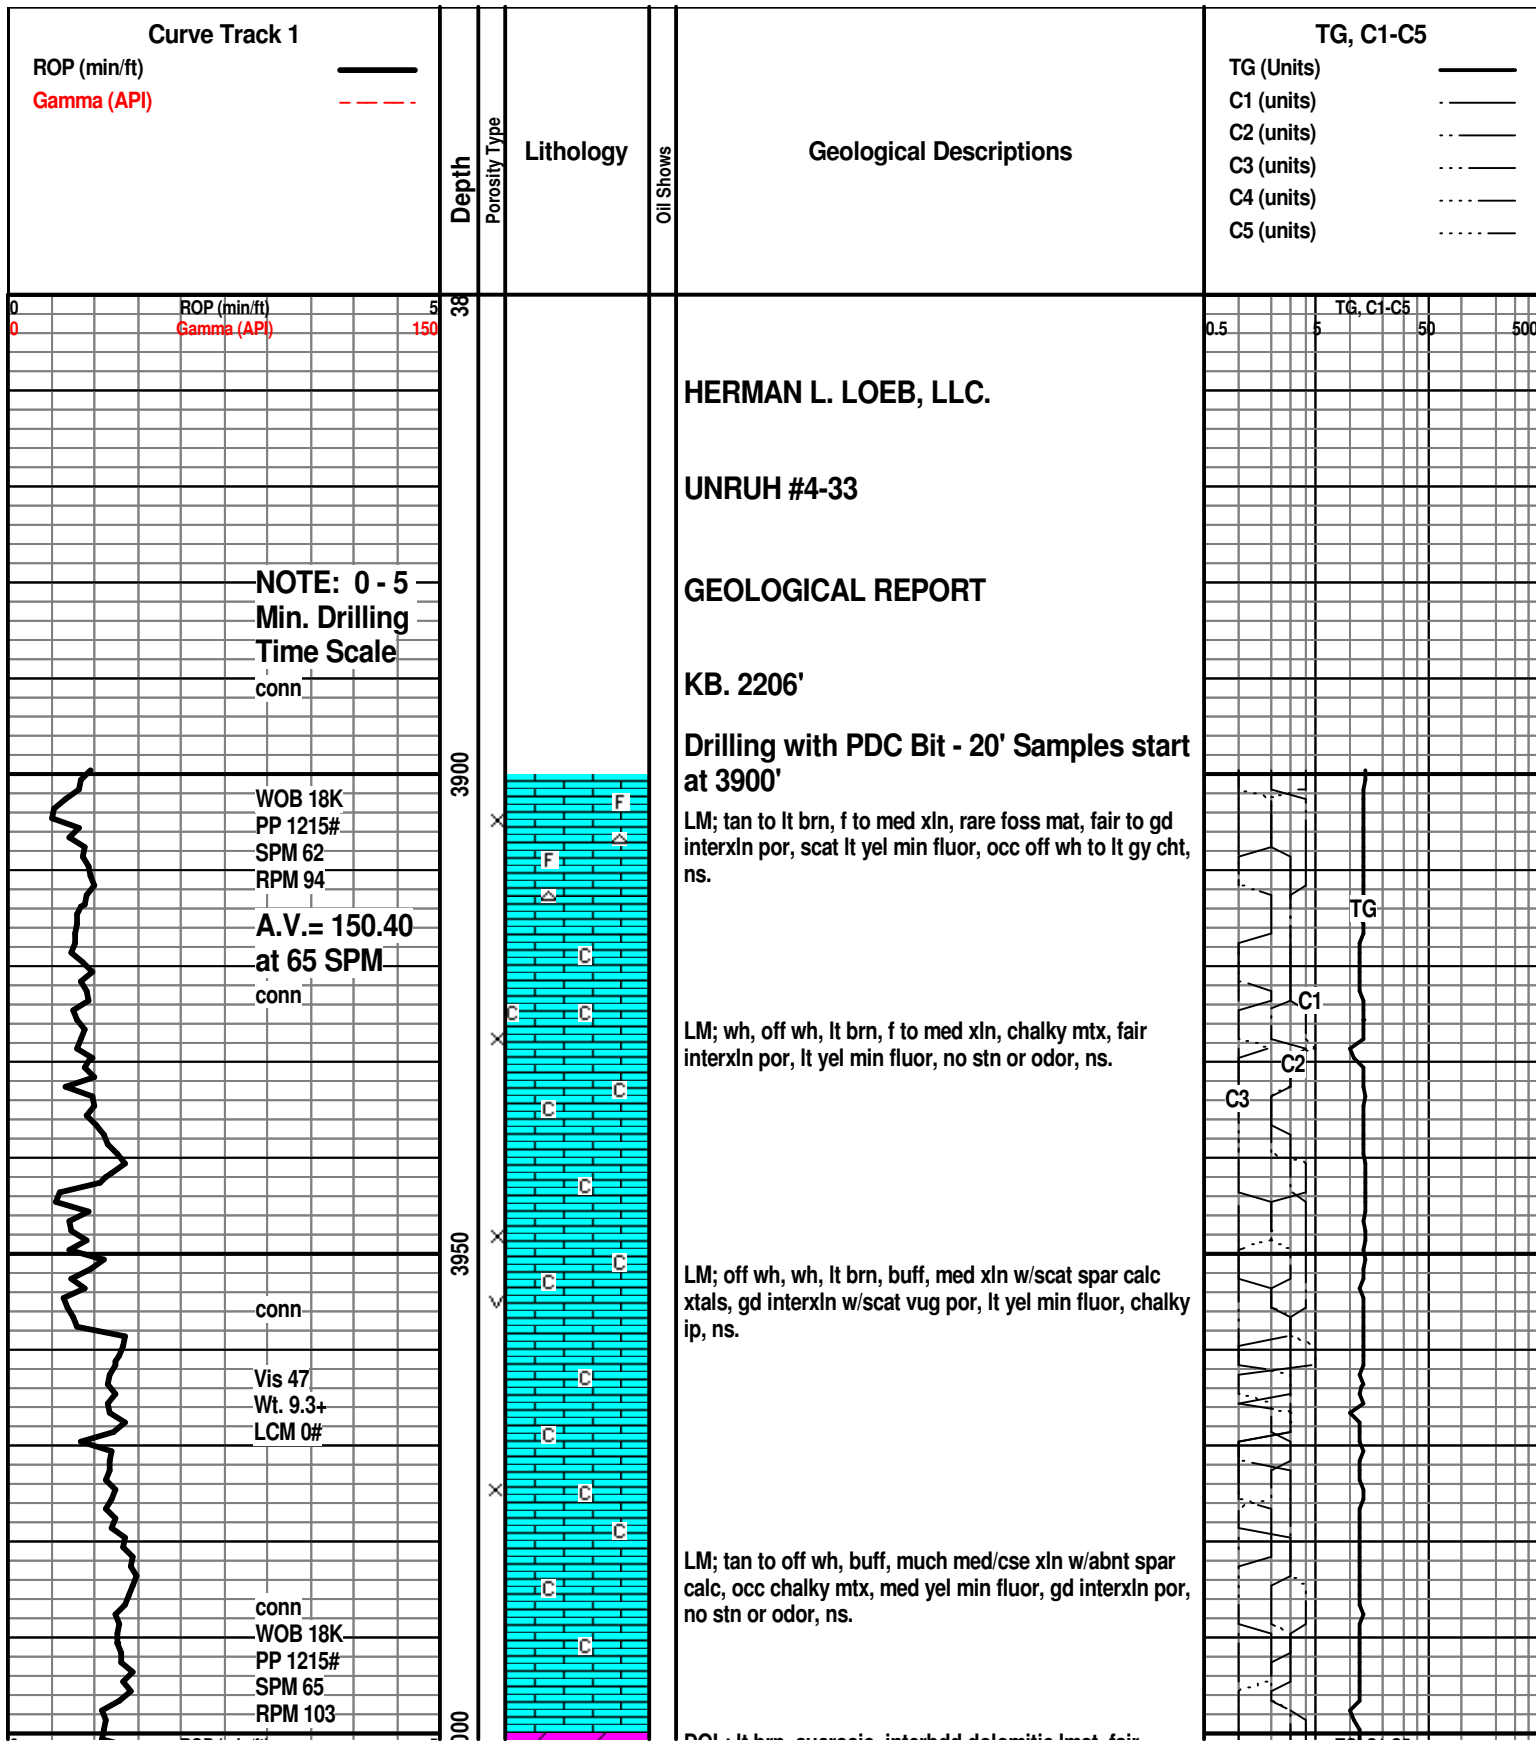 Curve Track 1
ROP (min/ft)
Gamma (API)
Depth
Porosity Type
Lithology
Oil Shows
Geological Descriptions
TG, C1-C5
TG (Units)
C1 (units)
C2 (units)
C3 (units)
C4 (units)
C5 (units)
0 ROP (min/ft) 5
0 Gamma (API) 150
38
TG, C1-C5
0.5 5 50 500
HERMAN L. LOEB, LLC.
UNRUH #4-33
GEOLOGICAL REPORT
KB. 2206'
Drilling with PDC Bit - 20' Samples start
at 3900'
NOTE: 0 - 5
Min. Drilling
Time Scale
conn
3900
WOB 18K
PP 1215#
SPM 62
RPM 94
A.V.= 150.40
at 65 SPM
conn
F
F
LM; tan to lt brn, f to med xln, rare foss mat, fair to gd
interxln por, scat lt yel min fluor, occ off wh to lt gy cht,
ns.
TG
C
C C
C1
LM; wh, off wh, lt brn, f to med xln, chalky mtx, fair
interxln por, lt yel min fluor, no stn or odor, ns.
C2
C3
C
C
C
3950
C
C
LM; off wh, wh, lt brn, buff, med xln w/scat spar calc
xtals, gd interxln w/scat vug por, lt yel min fluor, chalky
ip, ns.
conn
Vis 47
Wt. 9.3+
LCM 0#
C
C
C
C
C
LM; tan to off wh, buff, much med/cse xln w/abnt spar
calc, occ chalky mtx, med yel min fluor, gd interxln por,
no stn or odor, ns.
conn
WOB 18K
PP 1215#
SPM 65
RPM 103
C
000
DOL; lt brn, sucrosic, interbdd dolomitic lmst, fair